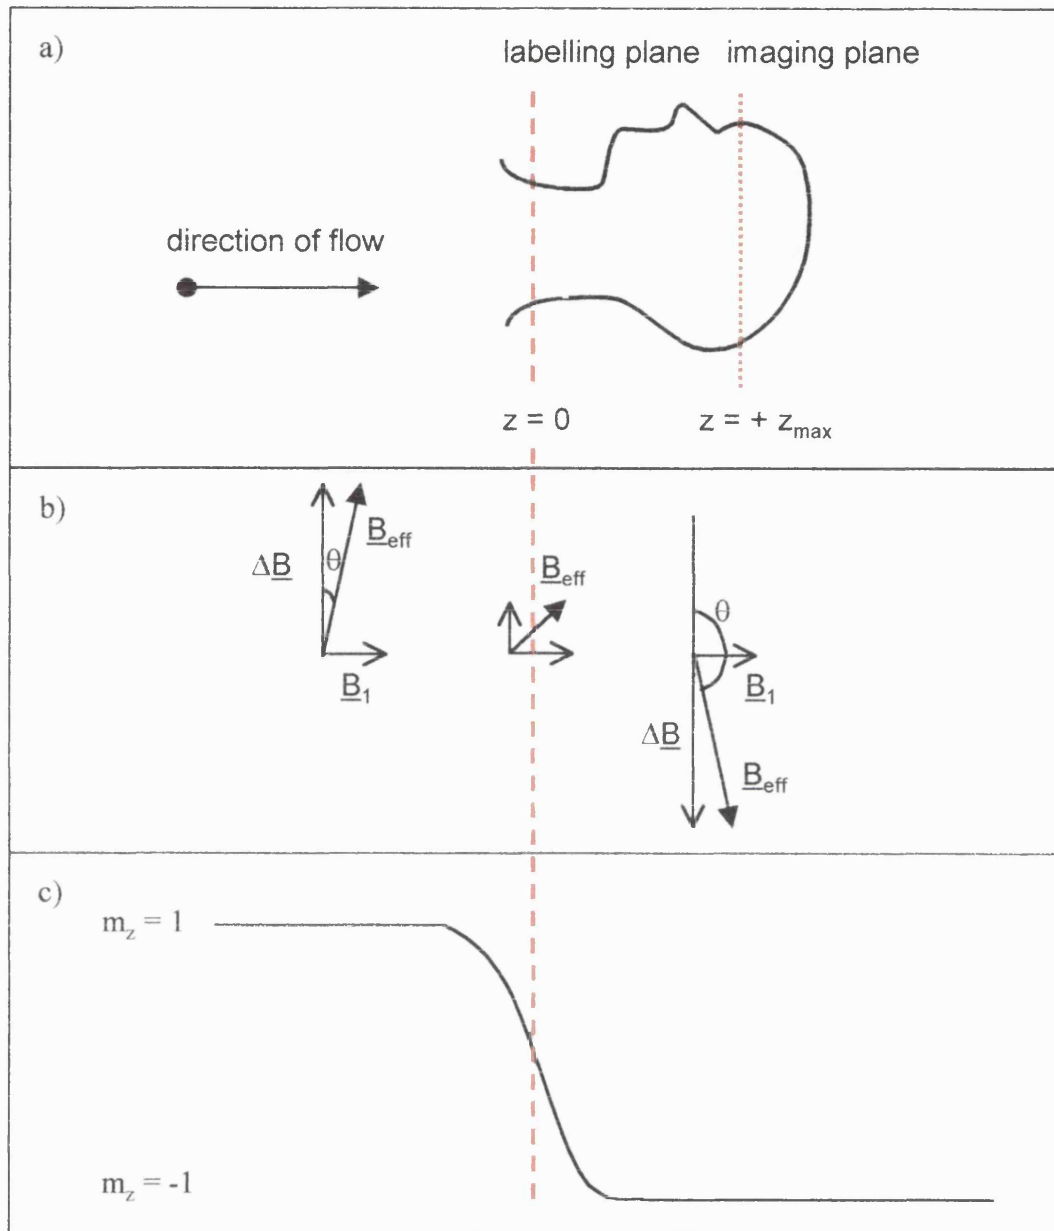 a)
labelling plane imaging plane
direction of flow
z = 0
z = + zmax
b)
ΔB
θ
Beff
B1
Beff
θ
B1
ΔB
Beff
c)
mz = 1
mz = -1